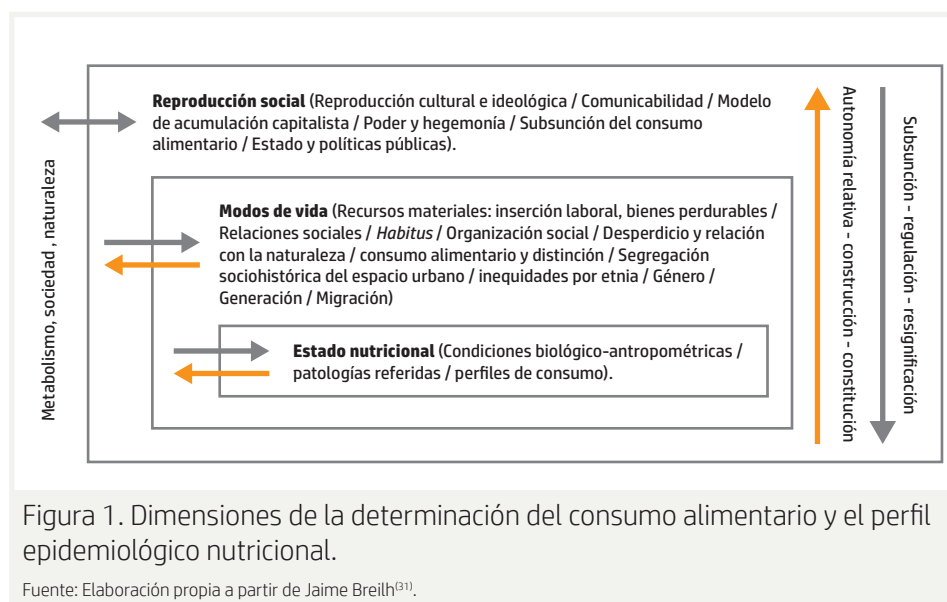 Reproducción social (Reproducción cultural e ideológica / Comunicabilidad / Modelo
de acumulación capitalista / Poder y hegemonía / Subsunción del consumo
alimentario / Estado y políticas públicas).
Modos de vida (Recursos materiales: inserción laboral, bienes perdurables /
Relaciones sociales / Habitus / Organización social / Desperdicio y relación
con la naturaleza / consumo alimentario y distinción / Segregación
sociohistórica del espacio urbano / inequidades por etnia / Género /
Generación / Migración)
Estado nutricional (Condiciones biológico-antropométricas /
patologías referidas / perfiles de consumo).
Metabolismo, sociedad , naturaleza
Autonomía relativa - construcción - constitución
Subsunción - regulación - resignificación
Figura 1. Dimensiones de la determinación del consumo alimentario y el perfil
epidemiológico nutricional.
Fuente: Elaboración propia a partir de Jaime Breilh(31).